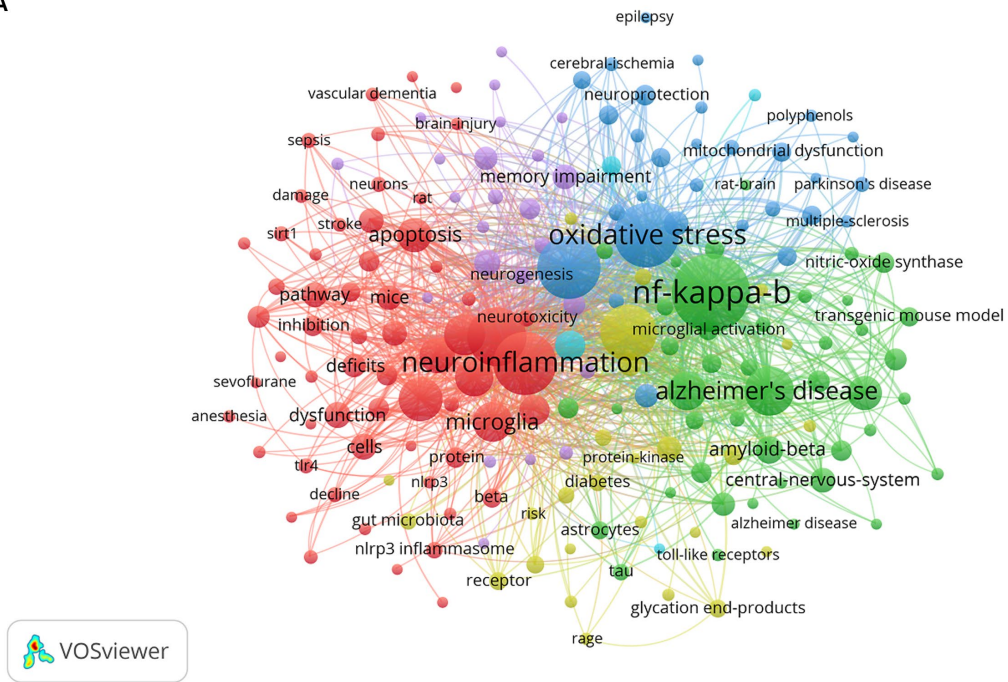 A
epilepsy
cerebral-ischemia
vascular dementia
neuroprotection
polyphenols
brain-injury
sepsis
mitochondrial dysfunction
memory impairment
neurons
rat-brain
parkinson's disease
damage
rat
stroke
multiple-sclerosis
sirt1
apoptosis
oxidative stress
nitric-oxide synthase
neurogenesis
pathway
mice
nf-kappa-b
neurotoxicity
transgenic mouse model
inhibition
microglial activation
deficits
neuroinflammation
sevoflurane
alzheimer's disease
anesthesia
dysfunction
microglia
cells
amyloid-beta
tlr4
protein
protein-kinase
nlrp3
diabetes
central-nervous-system
decline
beta
risk
gut microbiota
astrocytes
alzheimer disease
nlrp3 inflammasome
toll-like receptors
receptor
tau
glycation end-products
rage
VOSviewer